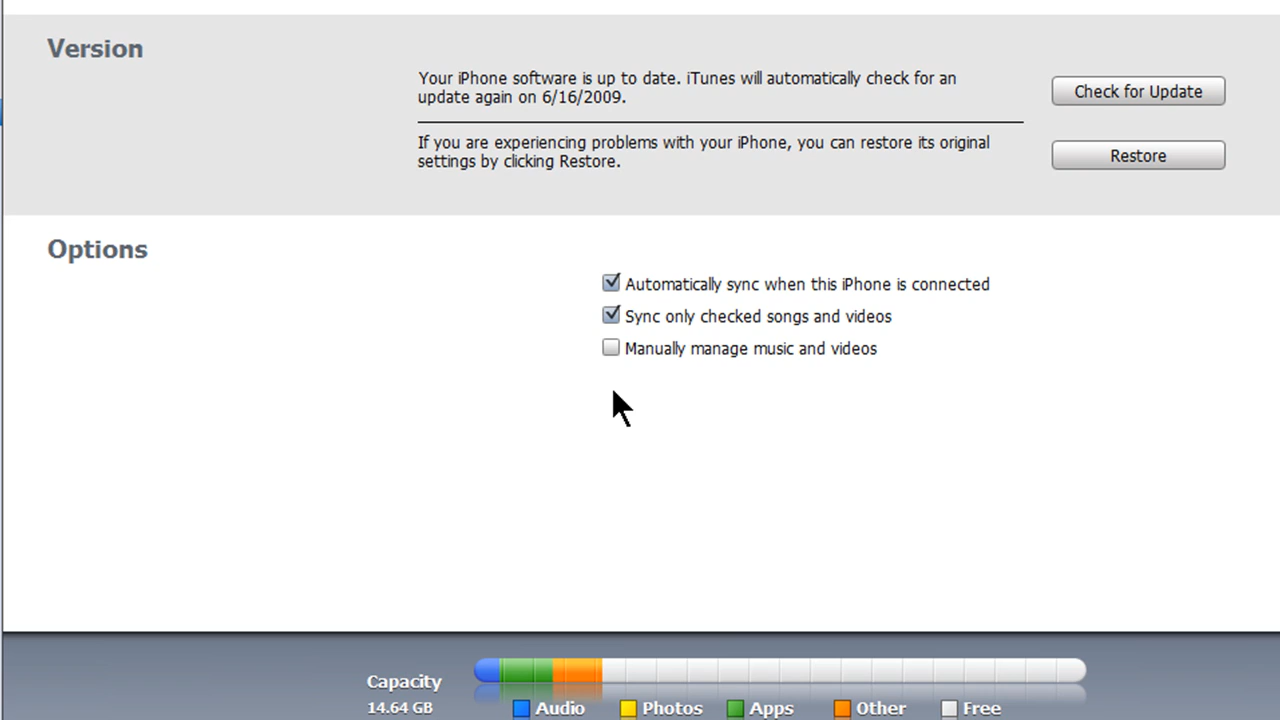 Version
Your iPhone software is up to date. iTunes will automatically check for an
update again on 6/16/2009.
Check for Update
If you are experiencing problems with your iPhone, you can restore its original
settings by clicking Restore.
Restore
Options
Automatically sync when this iPhone is connected
Sync only checked songs and videos
Manually manage music and videos
Capacity
14.64 GB
Audio Photos Apps Other Free